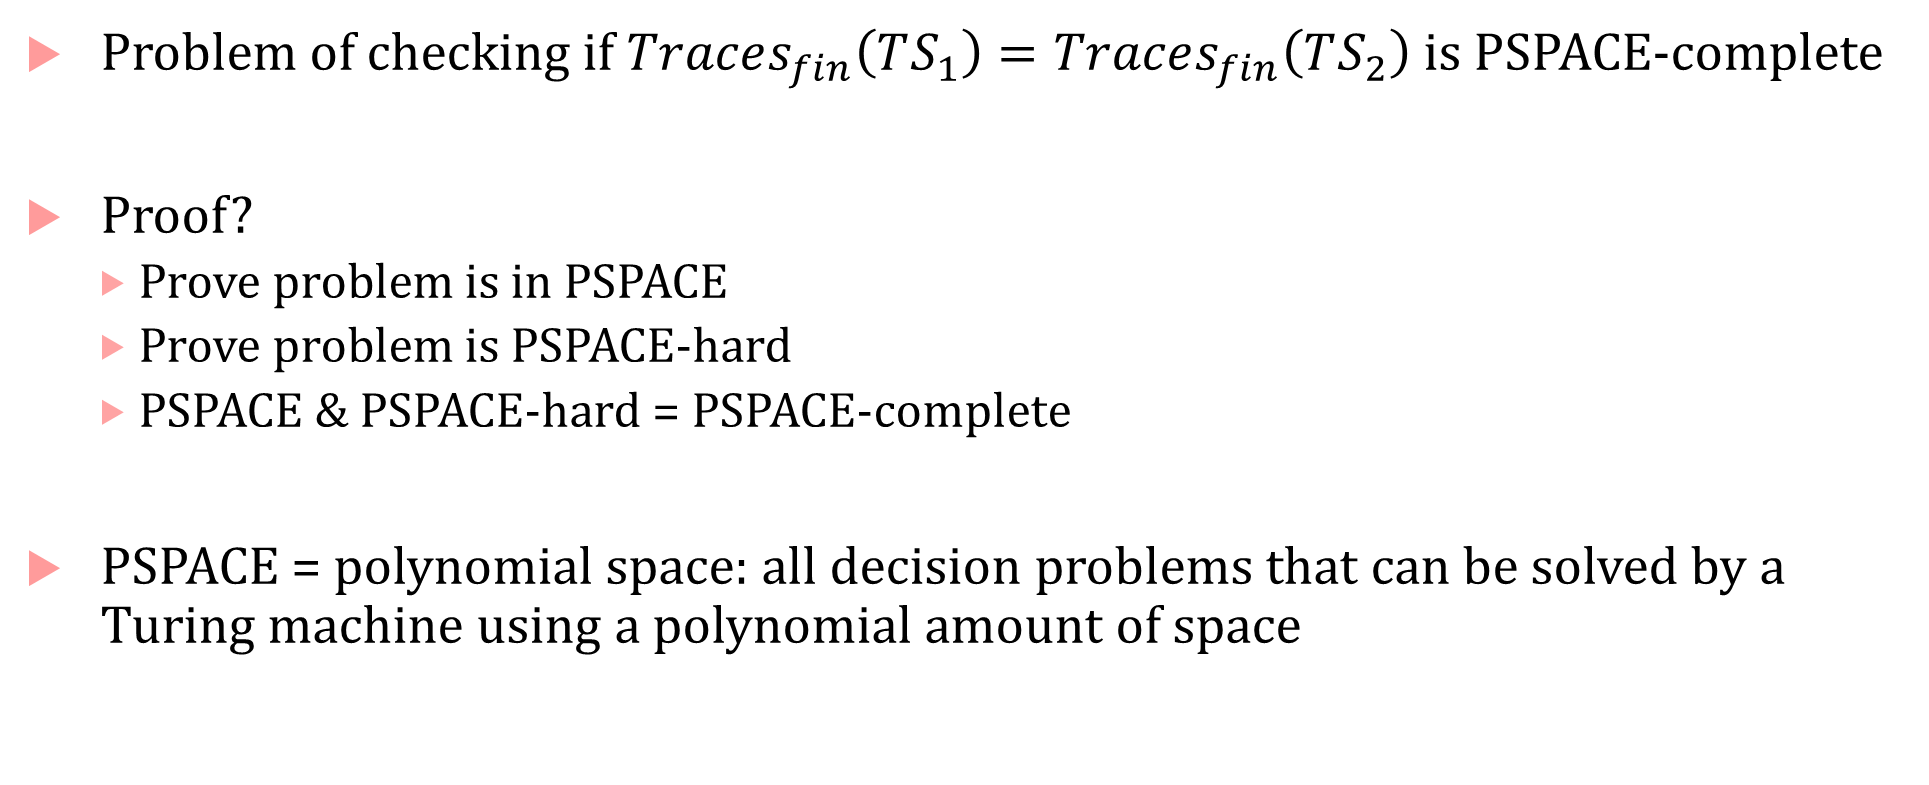 Problem of checking if Traces_fin(TS_1) = Traces_fin(TS_2) is PSPACE-complete
Proof?
Prove problem is in PSPACE
Prove problem is PSPACE-hard
PSPACE & PSPACE-hard = PSPACE-complete
PSPACE = polynomial space: all decision problems that can be solved by a
Turing machine using a polynomial amount of space